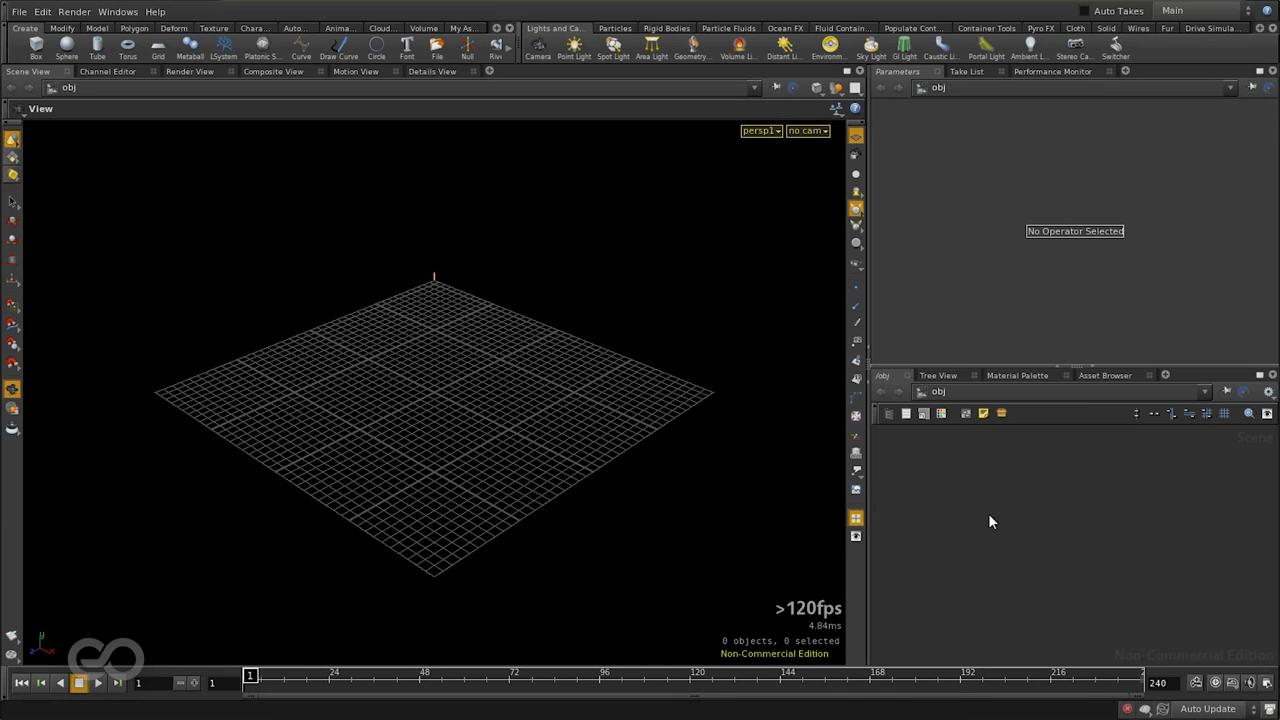 File Edit Render Windows Help Auto Takes Main
Create Modify Model Polygon Deform Texture Chara... Auto... Anima... Cloud... Volume My As... Lights and Ca... Particles Rigid Bodies Particle Fluids Ocean FX Fluid Contain... Populate Cont... Container Tools Pyro FX Cloth Solid Wires Fur Drive Simula...
Box Sphere Tube Torus Grid Metaball LSystem Platonic S... Curve Draw Curve Circle Font File Null Rivi Camera Point Light Spot Light Area Light Geometry... Volume Li... Distant Li... Environm... Sky Light GI Light Caustic Li... Portal Light Ambient L... Stereo Ca... Switcher
Scene View Channel Editor Render View Composite View Motion View Details View Parameters Take List Performance Monitor
obj obj
View
persp1 no cam
No Operator Selected
/obj Tree View Material Palette Asset Browser
obj
Scene
>120fps
4.84ms
0 objects, 0 selected
Non-Commercial Edition Non-Commercial Edition
y
x
z
1 24 48 72 96 120 144 168 192 216 2
1 1 240
Auto Update